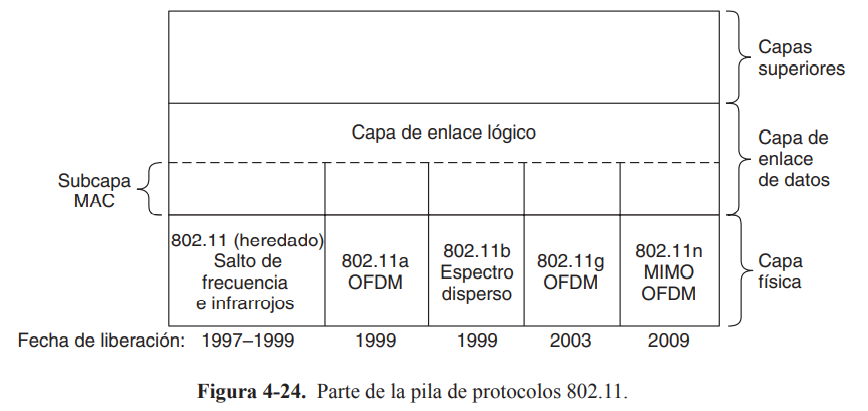 Capas
superiores
Capa de enlace lógico
Capa de
enlace
de datos
Subcapa
MAC
802.11 (heredado)
Salto de
frecuencia
e infrarrojos
802.11a
OFDM
802.11b
Espectro
disperso
802.11g
OFDM
802.11n
MIMO
OFDM
Capa
física
Fecha de liberación: 1997–1999 1999 1999 2003 2009
Figura 4-24. Parte de la pila de protocolos 802.11.